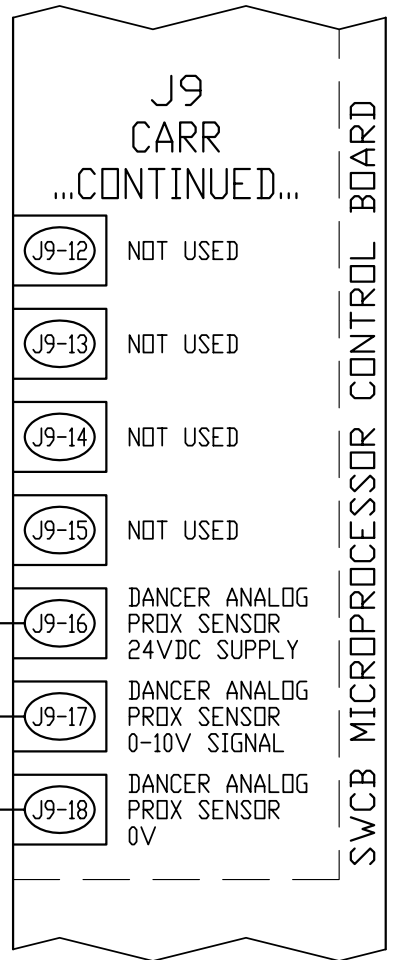 J9
CARR
...CONTINUED...
J9-12 NOT USED
J9-13 NOT USED
J9-14 NOT USED
J9-15 NOT USED
J9-16
DANCER ANALOG
PROX SENSOR
24VDC SUPPLY
J9-17
DANCER ANALOG
PROX SENSOR
0-10V SIGNAL
J9-18
DANCER ANALOG
PROX SENSOR
0V
SWCB MICROPROCESSOR CONTROL BOARD